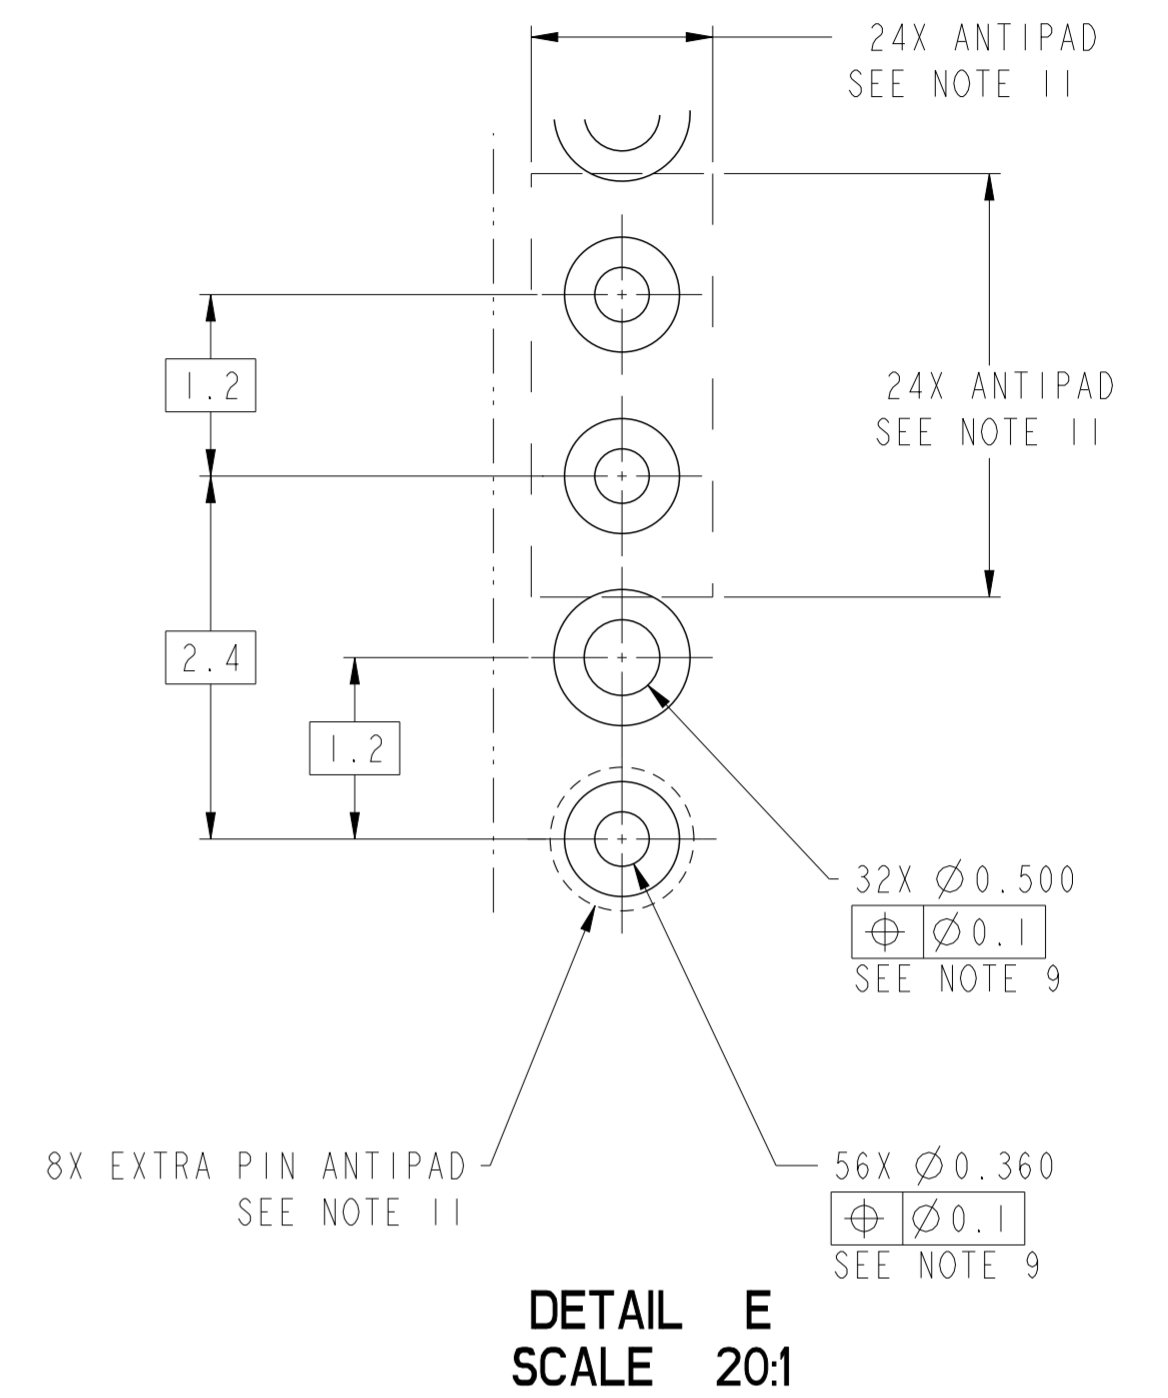 24X ANTIPAD
SEE NOTE 11
1.2
24X ANTIPAD
SEE NOTE 11
2.4
1.2
32X Ø0.500
⌖ Ø0.1
SEE NOTE 9
8X EXTRA PIN ANTIPAD
SEE NOTE 11
56X Ø0.360
⌖ Ø0.1
SEE NOTE 9
DETAIL E
SCALE 20:1